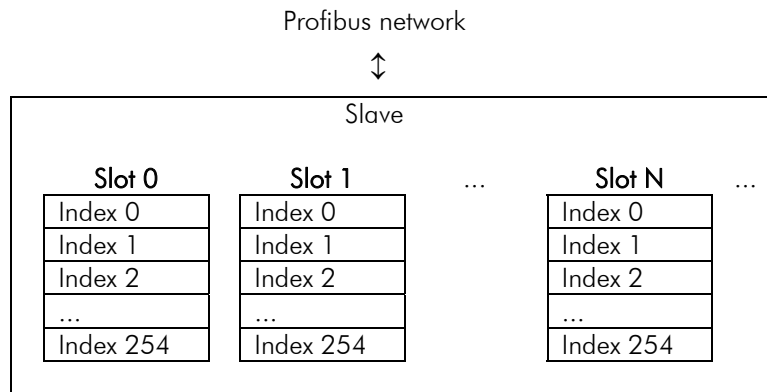 Profibus network
↕
Slave
Slot 0 Slot 1 ... Slot N ...
Index 0 Index 0 Index 0
Index 1 Index 1 Index 1
Index 2 Index 2 Index 2
... ... ...
Index 254 Index 254 Index 254